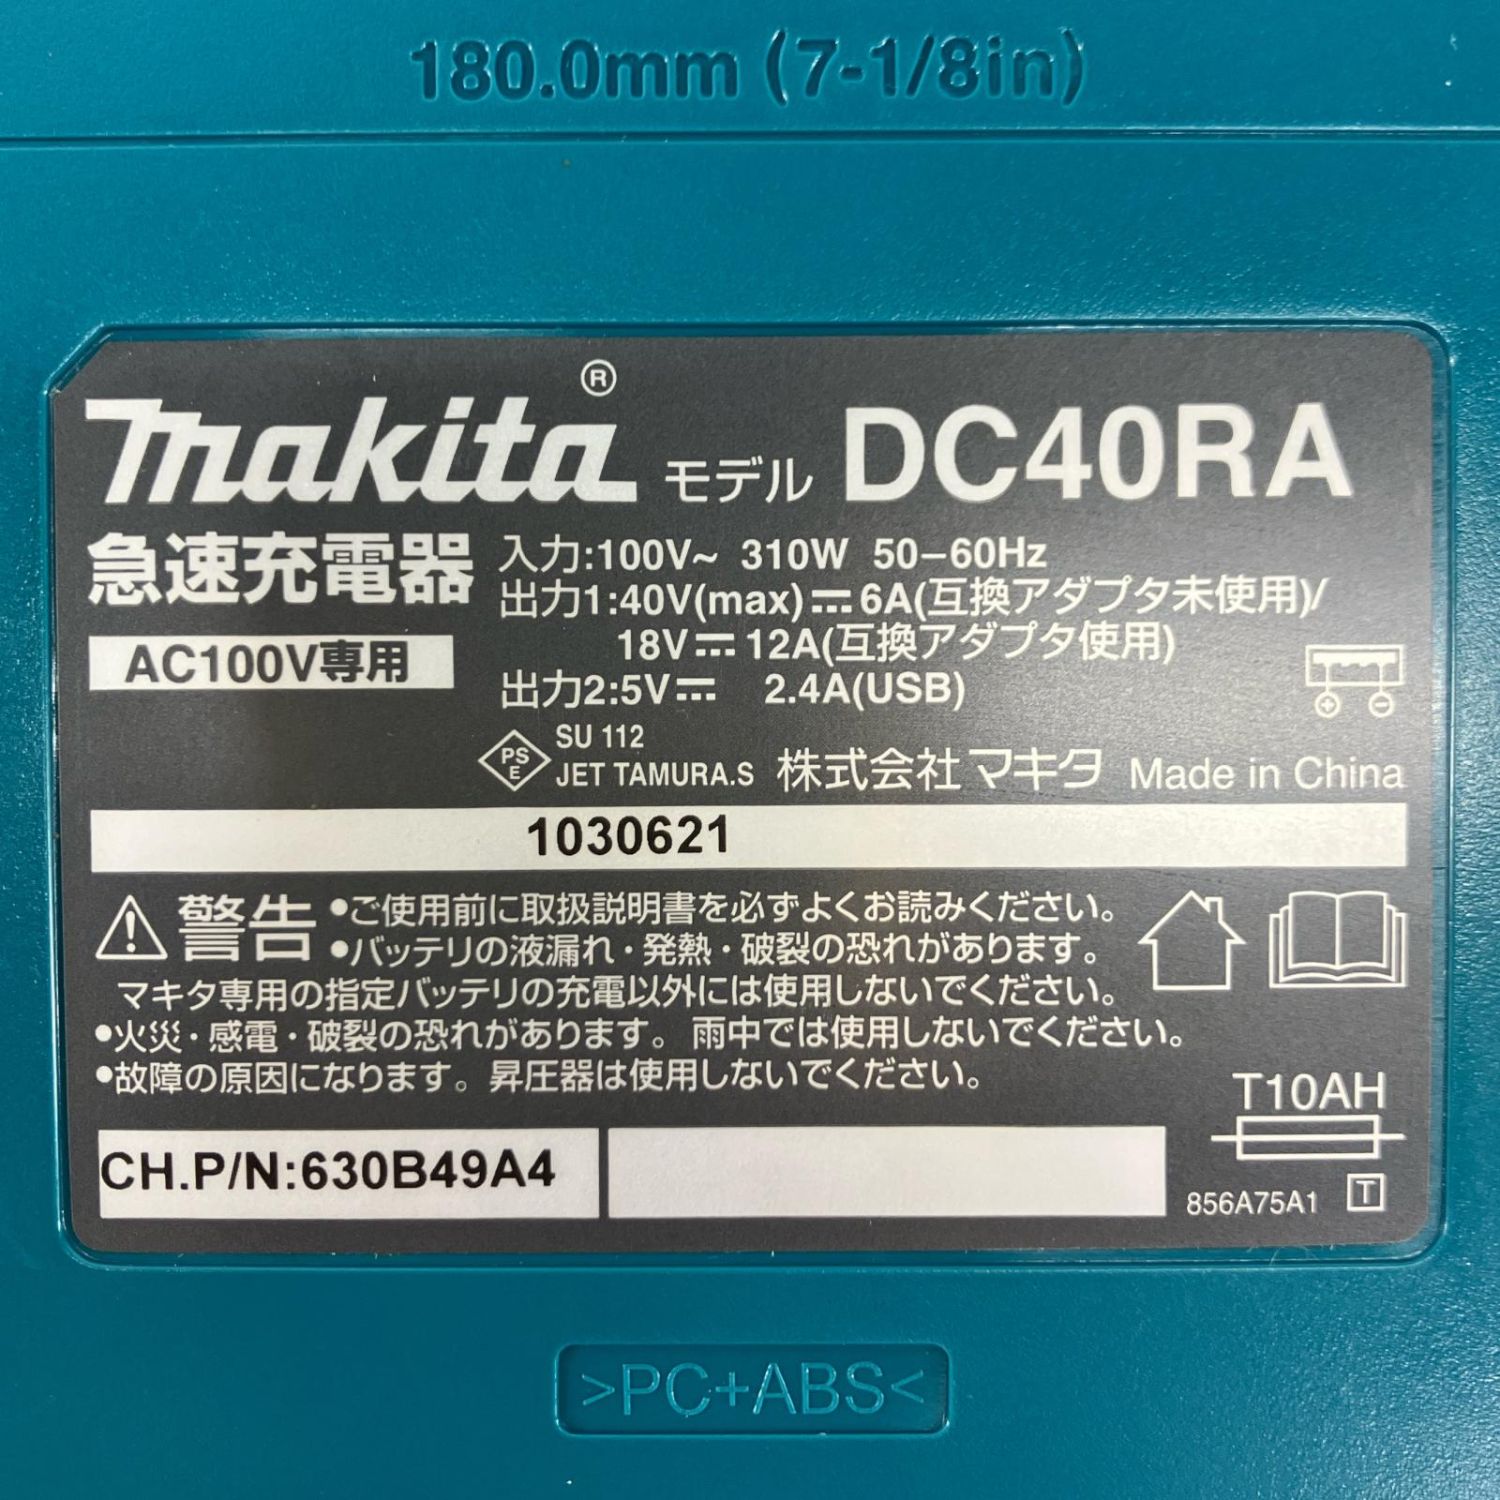 180.0mm (7-1/8in)
makita® モデル DC40RA
急速充電器
AC100V専用
入力:100V~ 310W 50–60Hz
出力1:40V(max)⎓6A(互換アダプタ未使用)/
18V⎓12A(互換アダプタ使用)
出力2:5V⎓ 2.4A(USB)
+ −
PS
E
SU 112
JET TAMURA.S
株式会社マキタ Made in China
1030621
警告 •ご使用前に取扱説明書を必ずよくお読みください。
•バッテリの液漏れ・発熱・破裂の恐れがあります。
マキタ専用の指定バッテリの充電以外には使用しないでください。
•火災・感電・破裂の恐れがあります。雨中では使用しないでください。
•故障の原因になります。昇圧器は使用しないでください。
T10AH
CH.P/N:630B49A4
856A75A1 T
>PC+ABS<